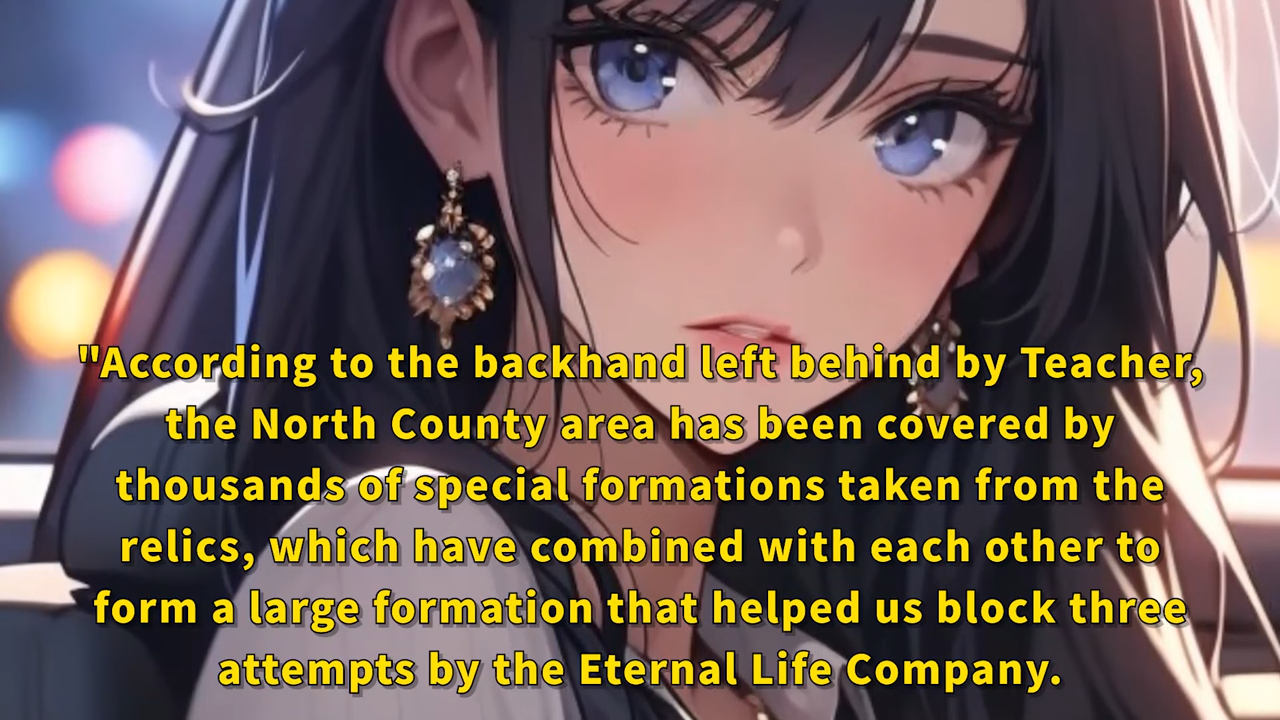 "According to the backhand left behind by Teacher,
the North County area has been covered by
thousands of special formations taken from the
relics, which have combined with each other to
form a large formation that helped us block three
attempts by the Eternal Life Company.